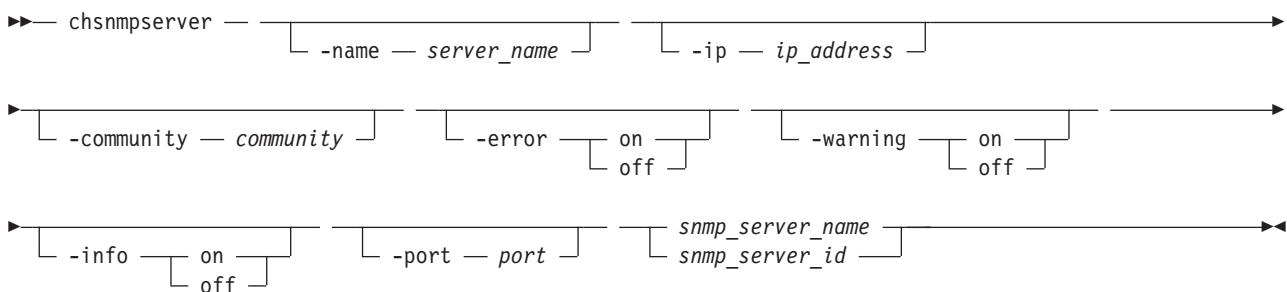 chsnmpserver
-name server_name
-ip ip_address
-community community
-error on
off
-warning on
off
-info on
off
-port port
snmp_server_name
snmp_server_id